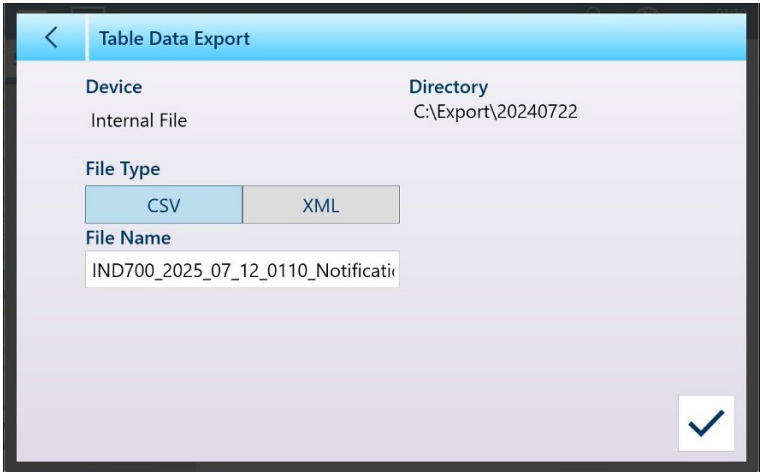 Table Data Export
Device
Internal File
Directory
C:\Export\20240722
File Type
CSV
XML
File Name
IND700_2025_07_12_0110_Notificati